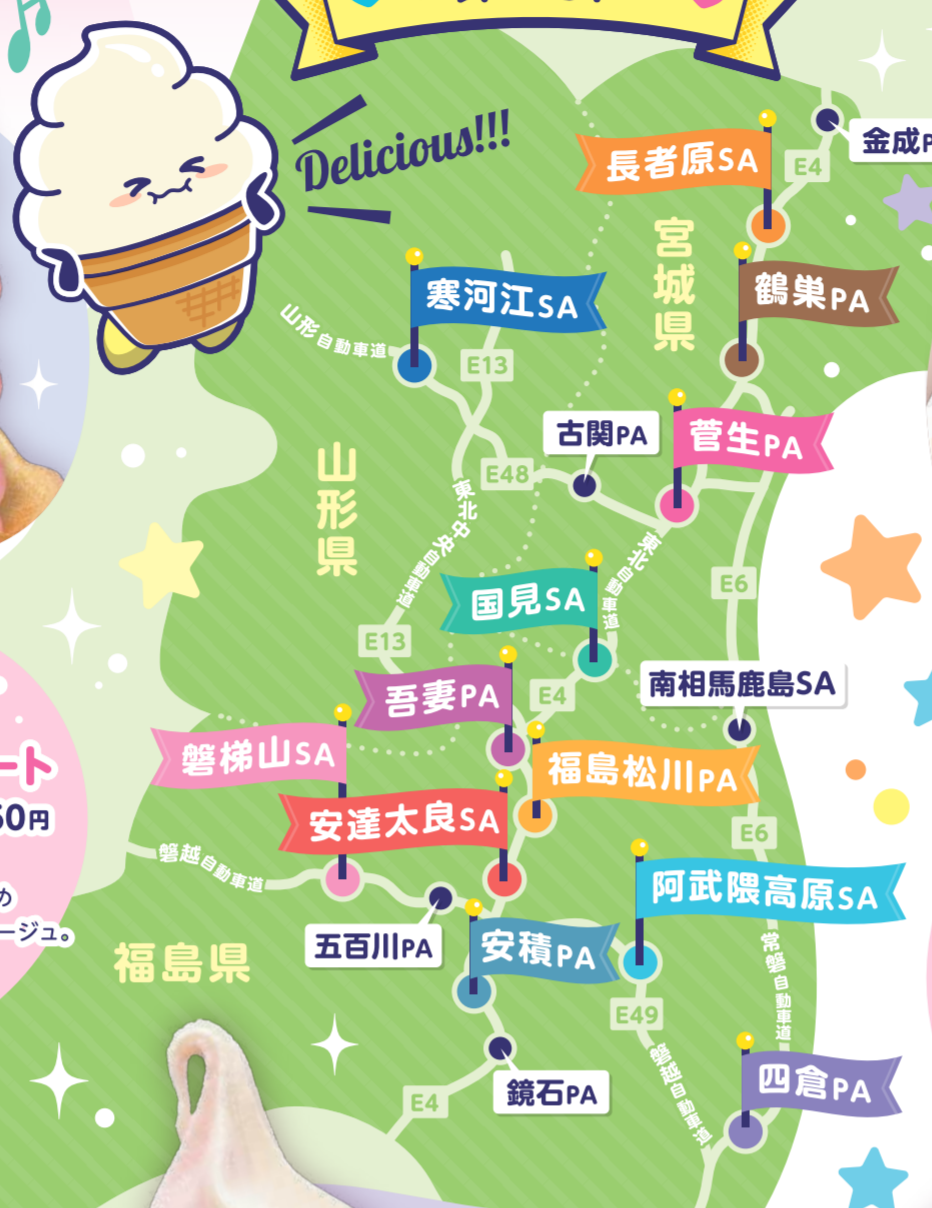 Delicious!!!
金成P
E4
長者原SA
宮城県
鶴巣PA
寒河江SA
山形自動車道
E13
古関PA
菅生PA
山形県
E48
東北中央自動車道
東北自動車道
国見SA
E6
E13
吾妻PA
E4
南相馬鹿島SA
磐梯山SA
福島松川PA
ート
50円
安達太良SA
E6
磐越自動車道
阿武隈高原SA
の
ージュ。
五百川PA
安積PA
常磐自動車道
福島県
E49
磐越自動車道
鏡石PA
E4
四倉PA